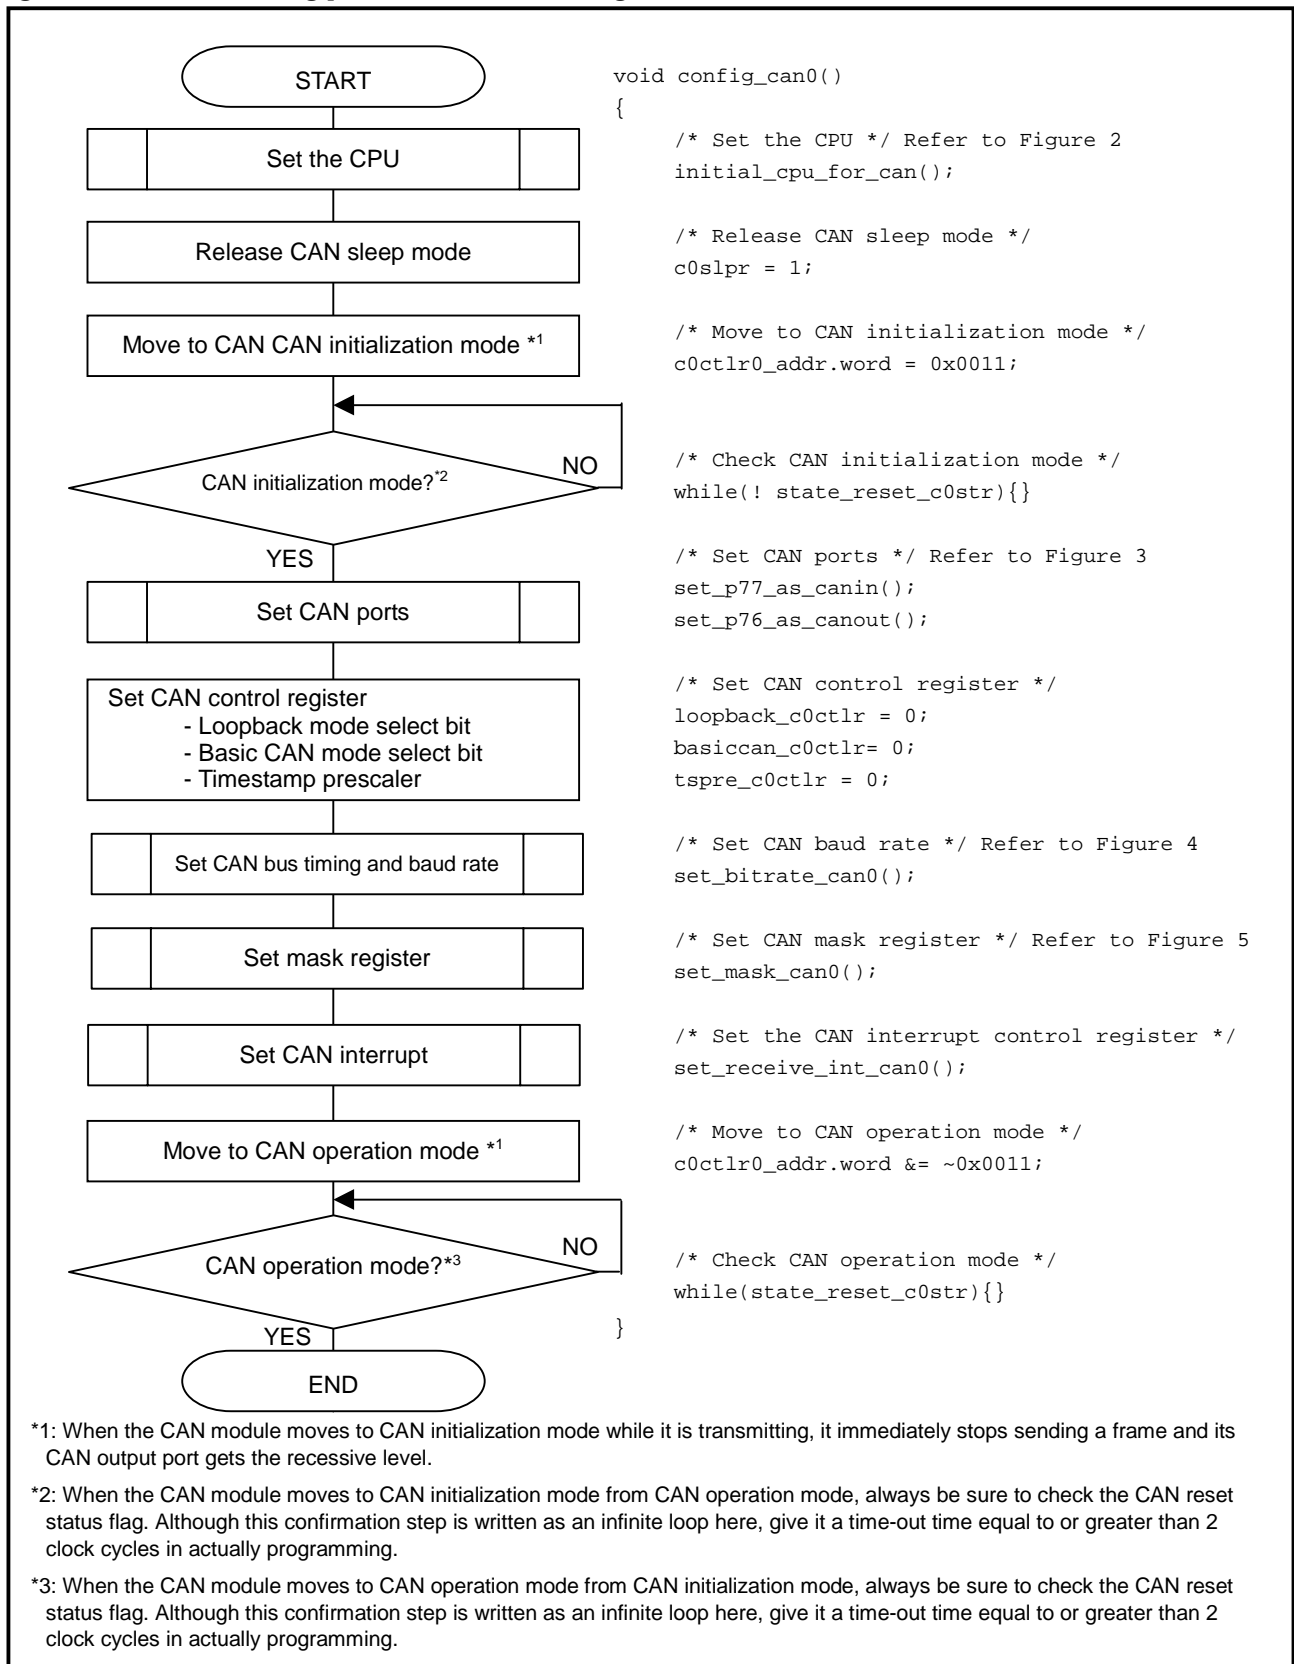 START
Set the CPU
Release CAN sleep mode
Move to CAN CAN initialization mode *1
CAN initialization mode?*2
NO
YES
Set CAN ports
Set CAN control register
- Loopback mode select bit
- Basic CAN mode select bit
- Timestamp prescaler
Set CAN bus timing and baud rate
Set mask register
Set CAN interrupt
Move to CAN operation mode *1
CAN operation mode?*3
NO
YES
END
void config_can0()
{
/* Set the CPU */ Refer to Figure 2
initial_cpu_for_can();
/* Release CAN sleep mode */
c0slpr = 1;
/* Move to CAN initialization mode */
c0ctlr0_addr.word = 0x0011;
/* Check CAN initialization mode */
while(! state_reset_c0str){}
/* Set CAN ports */ Refer to Figure 3
set_p77_as_canin();
set_p76_as_canout();
/* Set CAN control register */
loopback_c0ctlr = 0;
basiccan_c0ctlr= 0;
tspre_c0ctlr = 0;
/* Set CAN baud rate */ Refer to Figure 4
set_bitrate_can0();
/* Set CAN mask register */ Refer to Figure 5
set_mask_can0();
/* Set the CAN interrupt control register */
set_receive_int_can0();
/* Move to CAN operation mode */
c0ctlr0_addr.word &= ~0x0011;
/* Check CAN operation mode */
while(state_reset_c0str){}
}
*1: When the CAN module moves to CAN initialization mode while it is transmitting, it immediately stops sending a frame and its
CAN output port gets the recessive level.
*2: When the CAN module moves to CAN initialization mode from CAN operation mode, always be sure to check the CAN reset
status flag. Although this confirmation step is written as an infinite loop here, give it a time-out time equal to or greater than 2
clock cycles in actually programming.
*3: When the CAN module moves to CAN operation mode from CAN initialization mode, always be sure to check the CAN reset
status flag. Although this confirmation step is written as an infinite loop here, give it a time-out time equal to or greater than 2
clock cycles in actually programming.